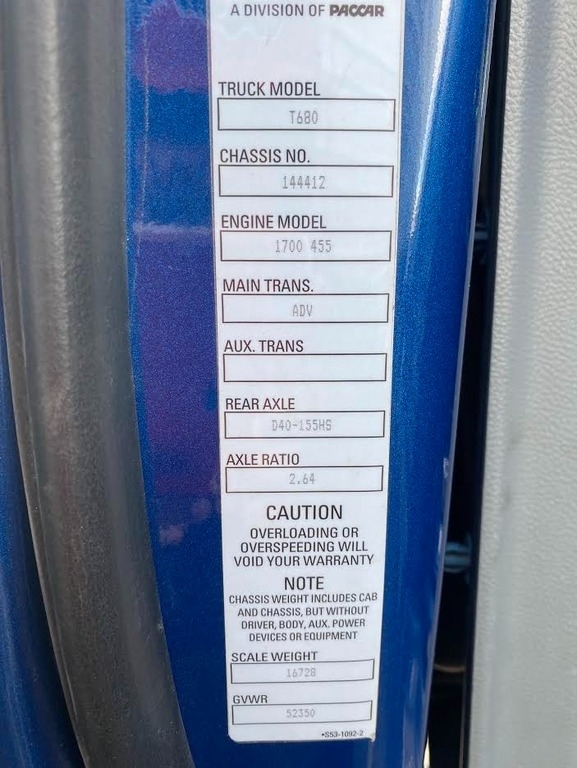 A DIVISION OF PACCAR
TRUCK MODEL
T680
CHASSIS NO.
144412
ENGINE MODEL
1700 455
MAIN TRANS.
ADV
AUX. TRANS
REAR AXLE
D40-155HS
AXLE RATIO
2.64
CAUTION
OVERLOADING OR
OVERSPEEDING WILL
VOID YOUR WARRANTY
NOTE
CHASSIS WEIGHT INCLUDES CAB
AND CHASSIS, BUT WITHOUT
DRIVER, BODY, AUX. POWER
DEVICES OR EQUIPMENT
SCALE WEIGHT
16728
GVWR
52350
•S53-1092-2